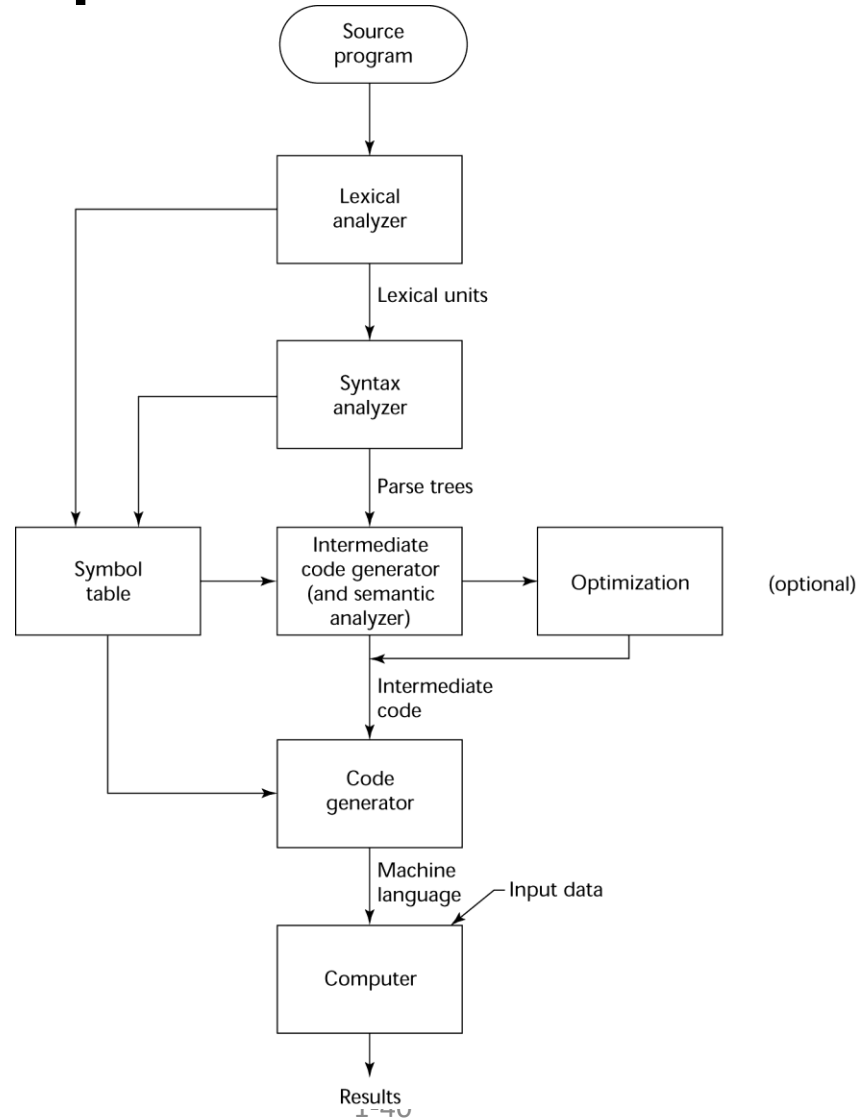 Source
program
Lexical
analyzer
Lexical units
Syntax
analyzer
Parse trees
Symbol
table
Intermediate
code generator
(and semantic
analyzer)
Optimization
(optional)
Intermediate
code
Code
generator
Machine
language
Input data
Computer
Results